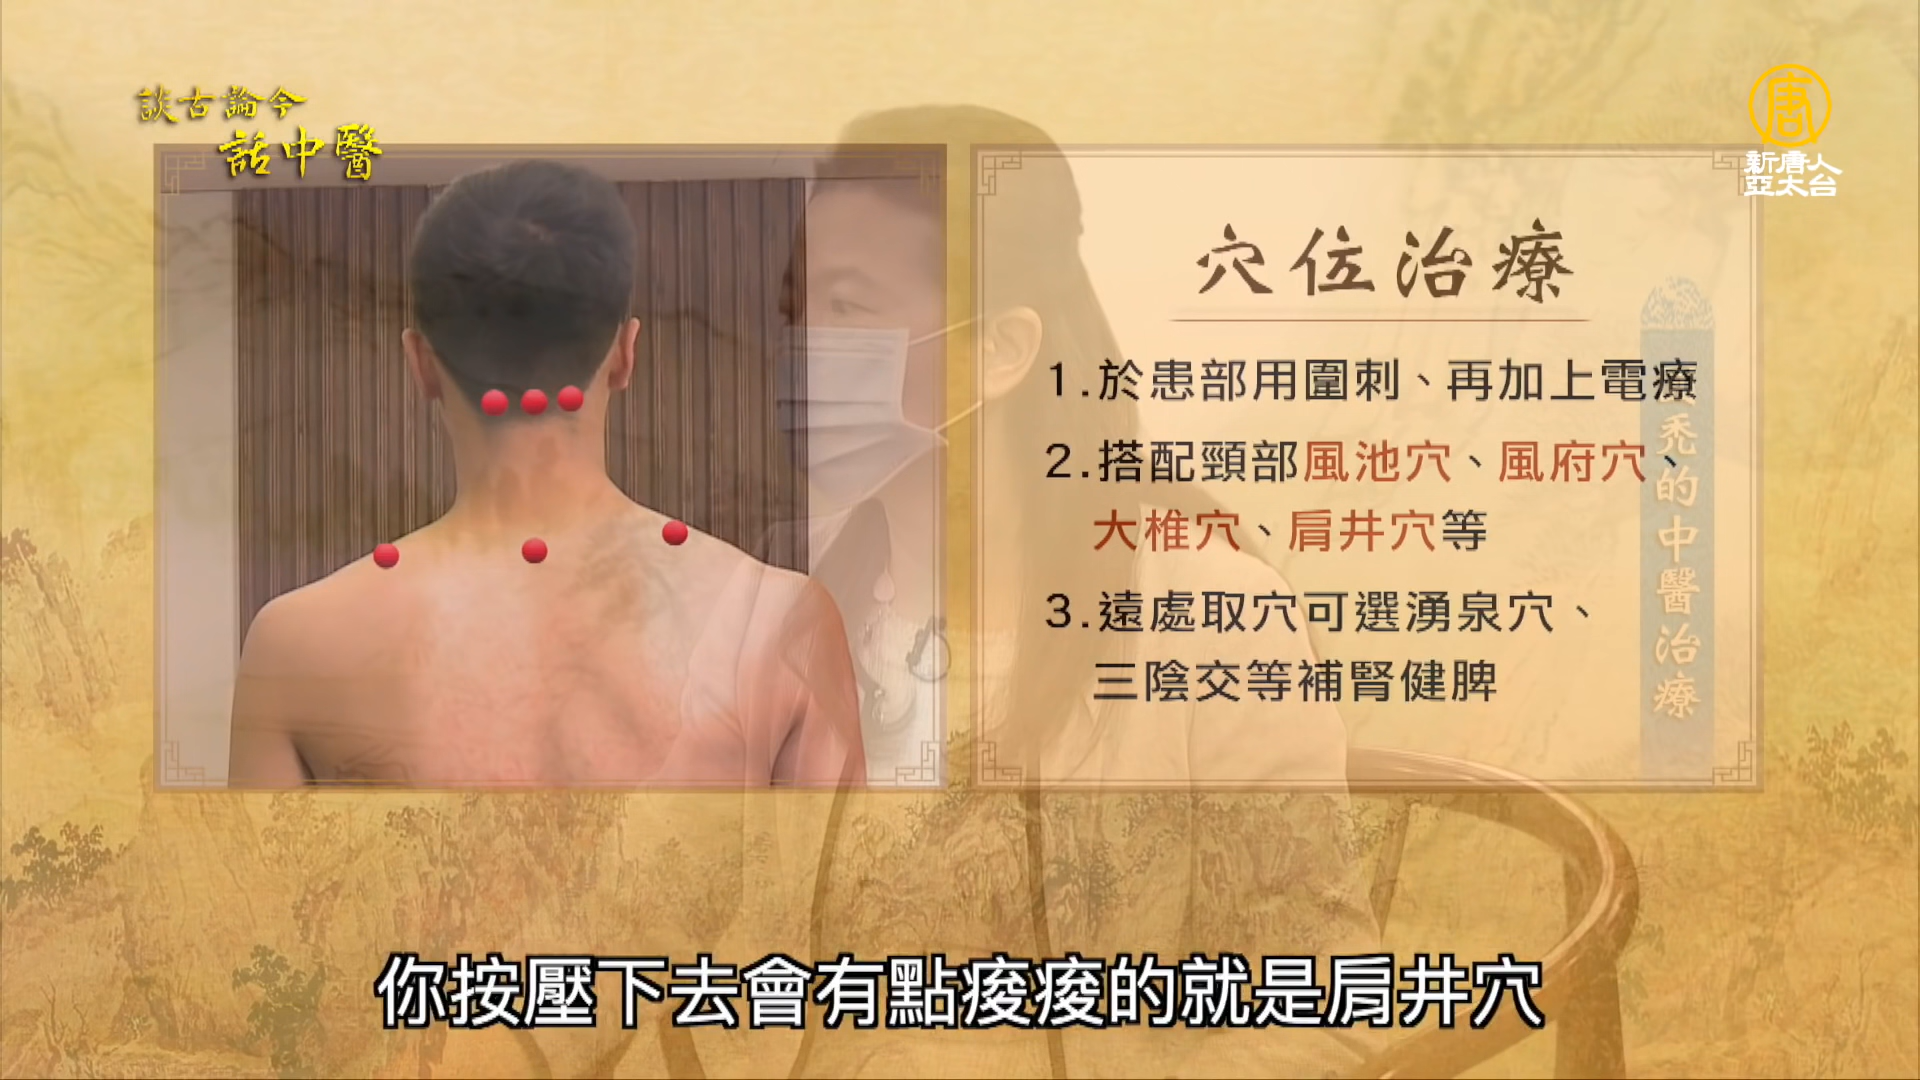 談古論今
話中醫
唐
新唐人
亞太台
穴位治療
1.於患部用圍刺、再加上電療
2.搭配頸部風池穴、風府穴、
大椎穴、肩井穴等
3.遠處取穴可選湧泉穴、
三陰交等補腎健脾
禿的中醫治療
你按壓下去會有點痠痠的就是肩井穴